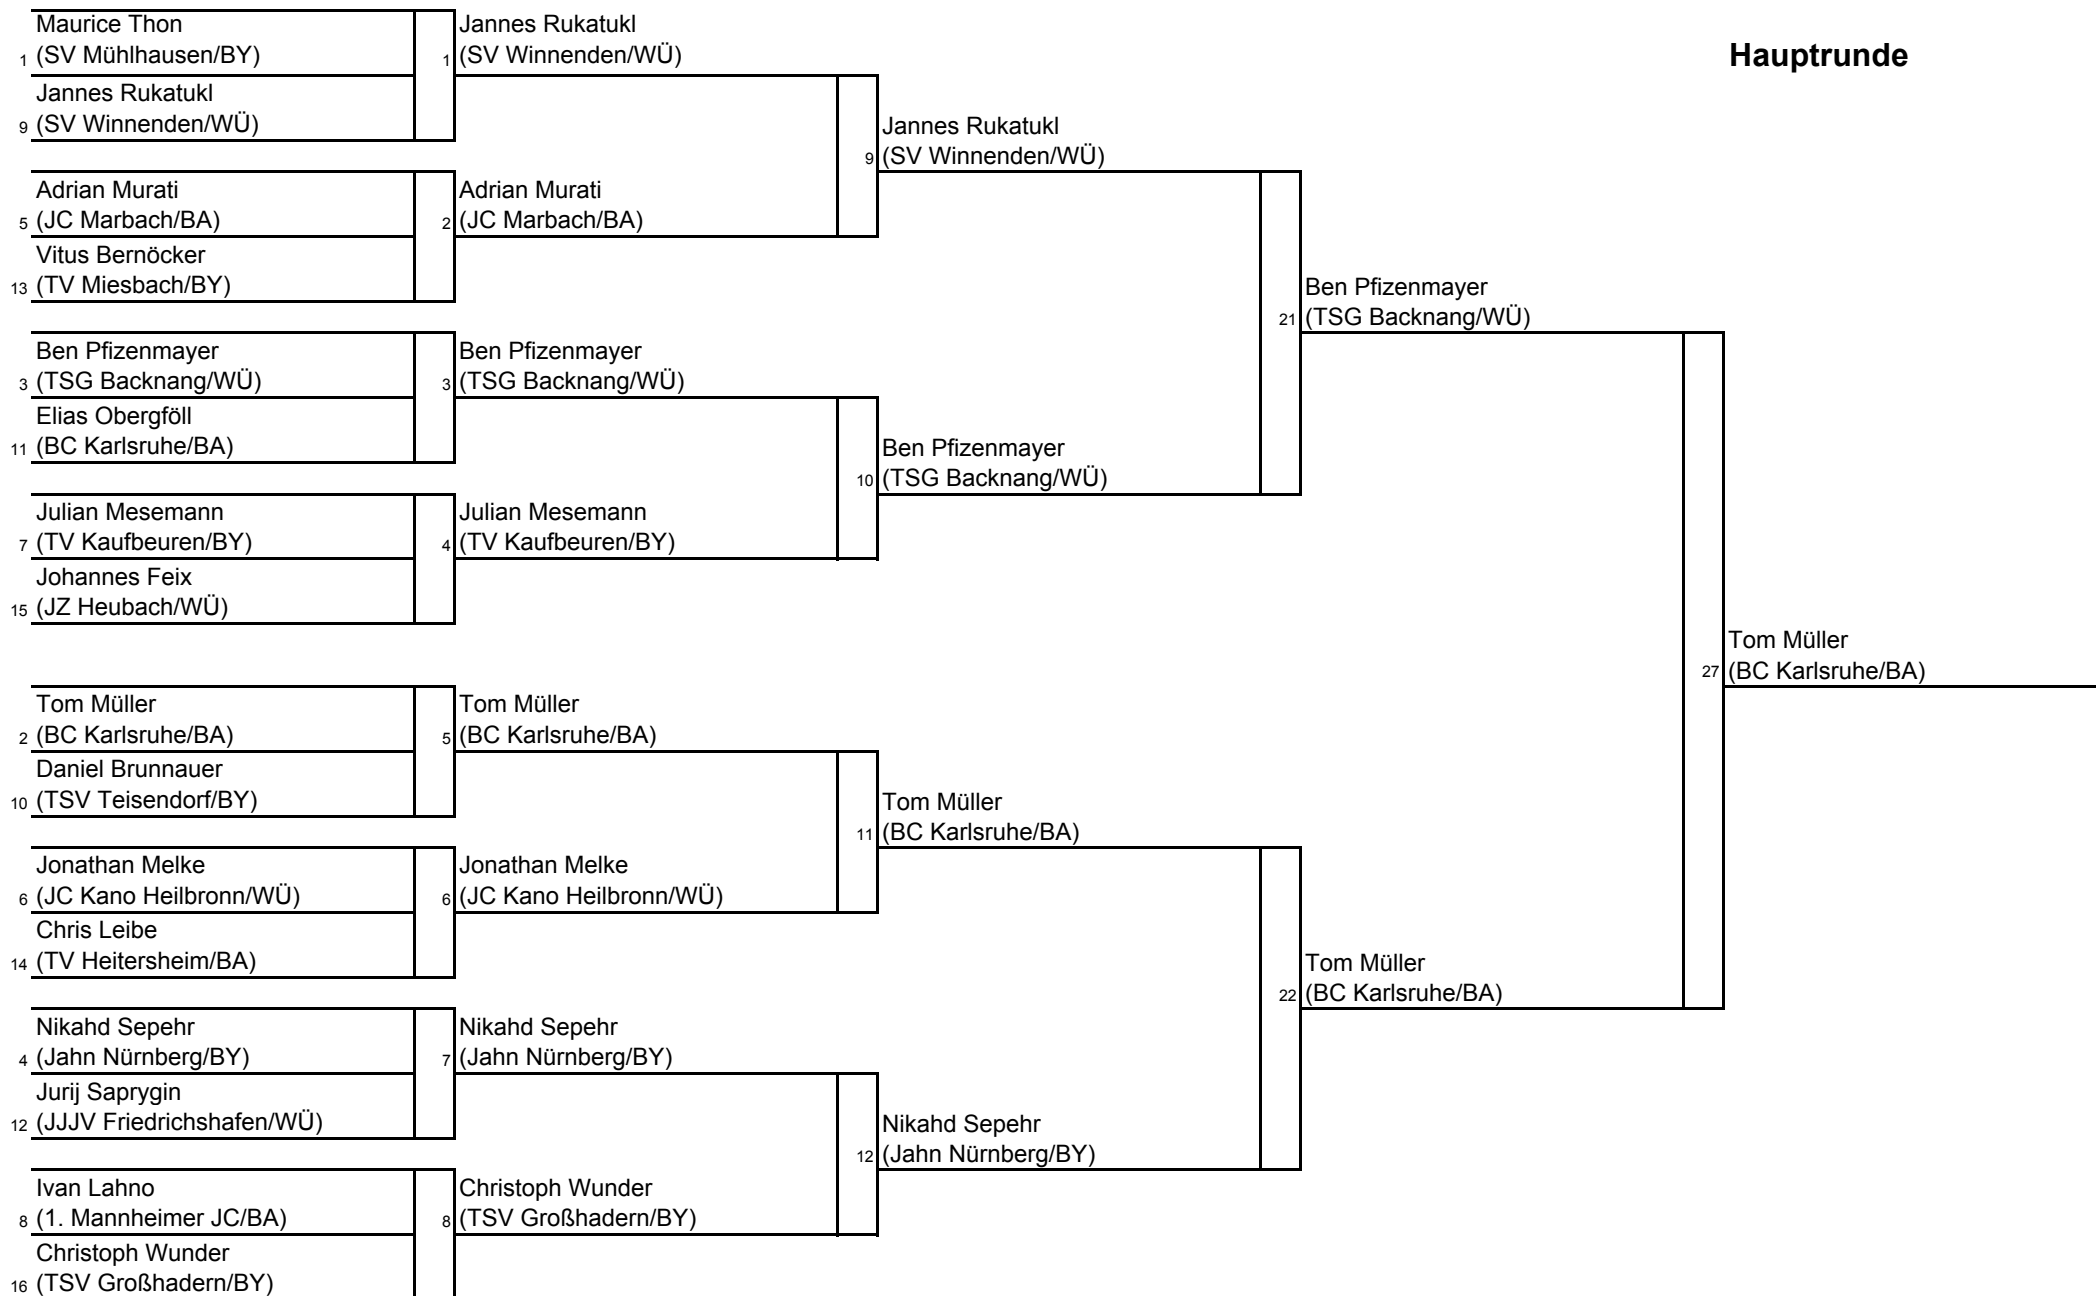 Hauptrunde
Maurice Thon
1 (SV Mühlhausen/BY)
Jannes Rukatukl
9 (SV Winnenden/WÜ)
Adrian Murati
5 (JC Marbach/BA)
Vitus Bernöcker
13 (TV Miesbach/BY)
Ben Pfizenmayer
3 (TSG Backnang/WÜ)
Elias Obergföll
11 (BC Karlsruhe/BA)
Julian Mesemann
7 (TV Kaufbeuren/BY)
Johannes Feix
15 (JZ Heubach/WÜ)
Tom Müller
2 (BC Karlsruhe/BA)
Daniel Brunnauer
10 (TSV Teisendorf/BY)
Jonathan Melke
6 (JC Kano Heilbronn/WÜ)
Chris Leibe
14 (TV Heitersheim/BA)
Nikahd Sepehr
4 (Jahn Nürnberg/BY)
Jurij Saprygin
12 (JJJV Friedrichshafen/WÜ)
Ivan Lahno
8 (1. Mannheimer JC/BA)
Christoph Wunder
16 (TSV Großhadern/BY)
Jannes Rukatukl
1 (SV Winnenden/WÜ)
Adrian Murati
2 (JC Marbach/BA)
Ben Pfizenmayer
3 (TSG Backnang/WÜ)
Julian Mesemann
4 (TV Kaufbeuren/BY)
Tom Müller
5 (BC Karlsruhe/BA)
Jonathan Melke
6 (JC Kano Heilbronn/WÜ)
Nikahd Sepehr
7 (Jahn Nürnberg/BY)
Christoph Wunder
8 (TSV Großhadern/BY)
Jannes Rukatukl
9 (SV Winnenden/WÜ)
Ben Pfizenmayer
10 (TSG Backnang/WÜ)
Tom Müller
11 (BC Karlsruhe/BA)
Nikahd Sepehr
12 (Jahn Nürnberg/BY)
Ben Pfizenmayer
21 (TSG Backnang/WÜ)
Tom Müller
22 (BC Karlsruhe/BA)
Tom Müller
27 (BC Karlsruhe/BA)